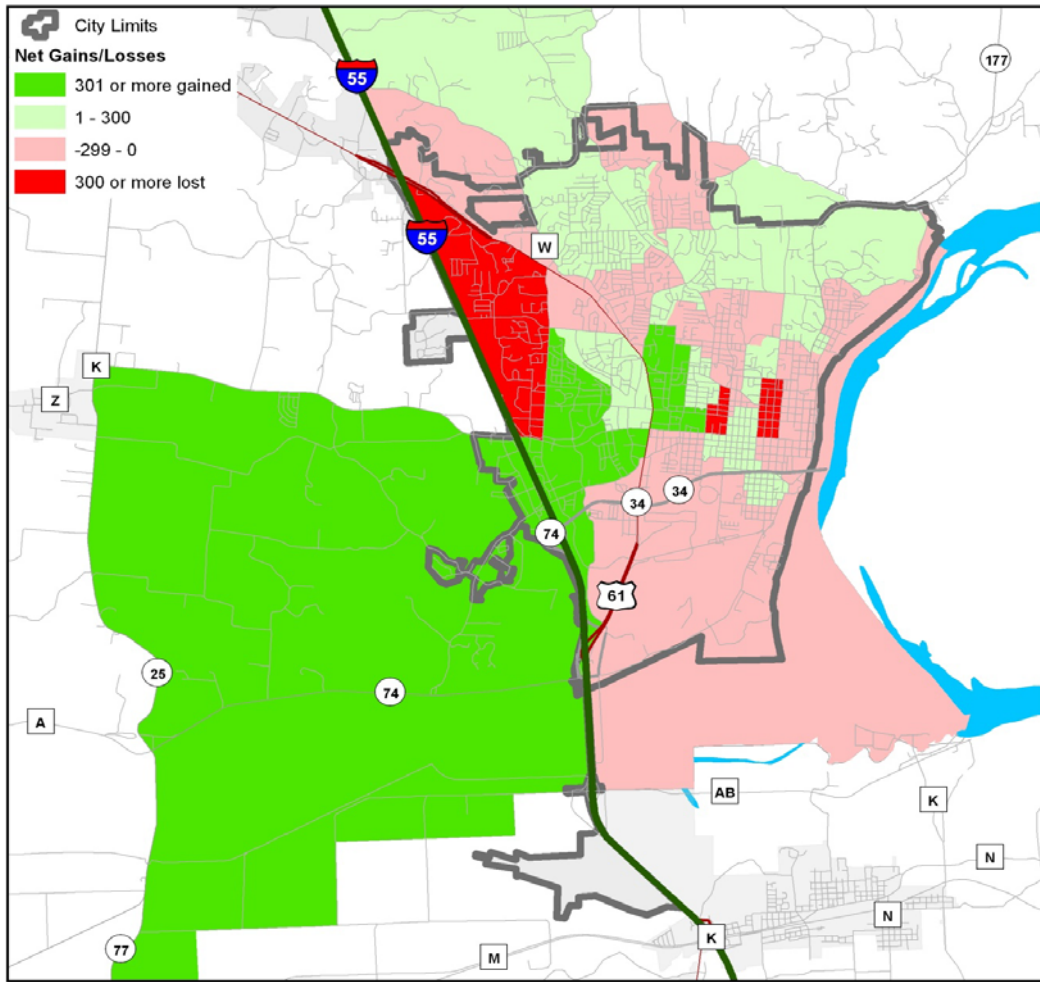 City Limits
Net Gains/Losses
301 or more gained
1 - 300
-299 - 0
300 or more lost
55
177
55
W
K
Z
34
34
74
61
25
74
A
AB
K
N
N
K
77
M